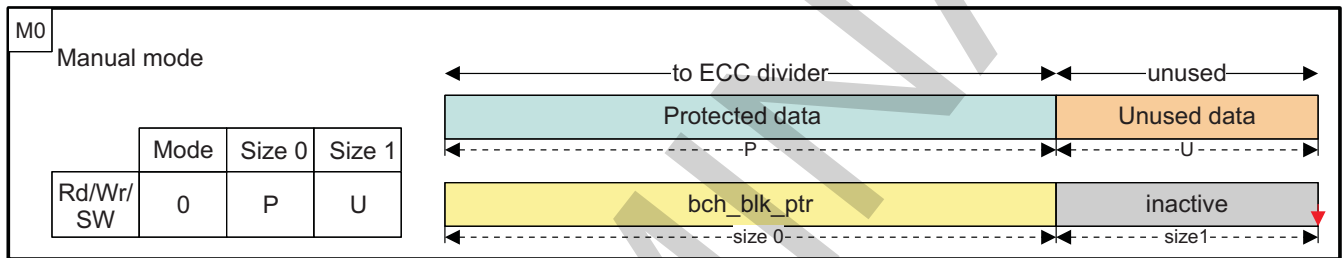 M0
Manual mode
to ECC divider
unused
Protected data
Unused data
P
U
Mode Size 0 Size 1
Rd/Wr/
SW
0 P U
bch_blk_ptr
inactive
size 0
size1